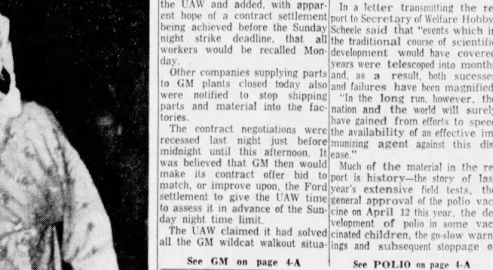 the UAW and added, with appar-
ent hope of a contract settlement
being achieved before the Sunday
night strike deadline, that all
workers would be recalled Mon-
day.
Other companies supplying parts
to GM plants closed today also
were notified to stop shipping
parts and material into the fac-
tories.
The contract negotiations were
recessed last night just before
midnight until this afternoon. It
was believed that GM then would
make its contract offer bid to
match, or improve upon, the Ford
settlement to give the UAW time
to assess it in advance of the Sun-
day night time limit.
The UAW claimed it had solved
all the GM wildcat walkout situa-
See GM on page 4-A
In a letter transmitting the re
port to Secretary of Welfare Hobby
Scheele said that "events which i
the traditional course of scientifi
development would have covere
years were telescoped into month
and, as a result, both sucesse
and failures have been magnified
"In the long run, however, th
nation and the world will surel
have gained from efforts to spee
the availability of an effective im
munizing agent against this dis
ease."
Much of the material in the re
port is history—the story of las
year's extensive field tests, th
general approval of the polio vac
cine on April 12 this year, the de
velopment of polio in some vac
cinated children, the go-slow warn
ings and subsequent stoppage o
See POLIO on page 4-A